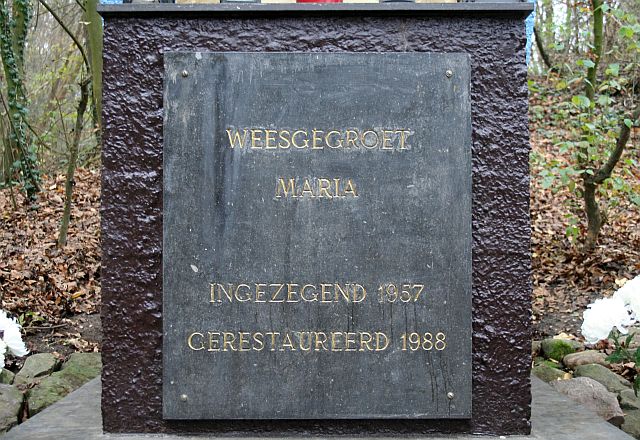 WEESGEGROET
MARIA
INGEZEGEND 1957
GERESTAUREERD 1988